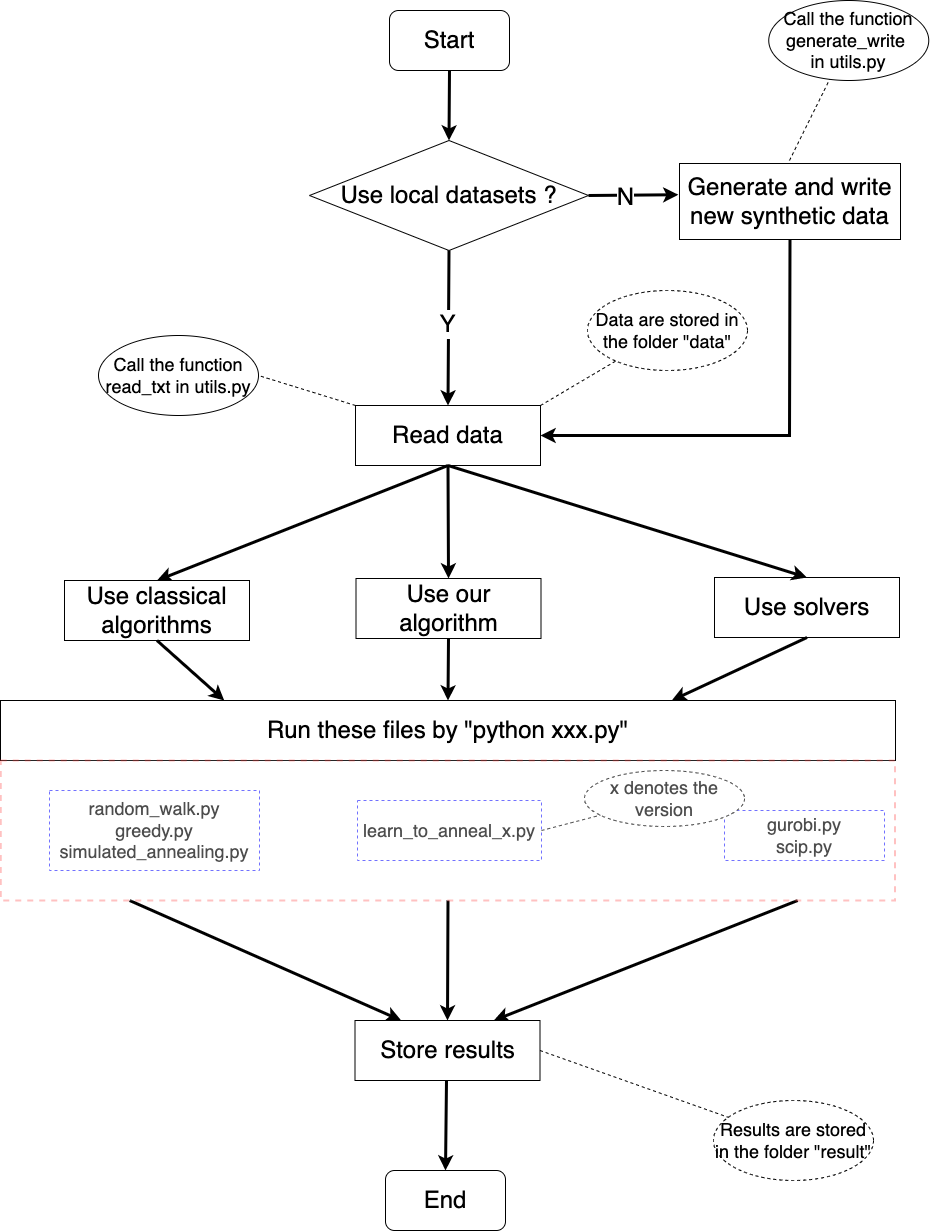 Start
Call the function
generate_write
in utils.py
Use local datasets ?
N
Generate and write
new synthetic data
Y
Data are stored in
the folder "data"
Call the function
read_txt in utils.py
Read data
Use classical
algorithms
Use our
algorithm
Use solvers
Run these files by "python xxx.py"
random_walk.py
greedy.py
simulated_annealing.py
learn_to_anneal_x.py
x denotes the
version
gurobi.py
scip.py
Store results
Results are stored
in the folder "result"
End